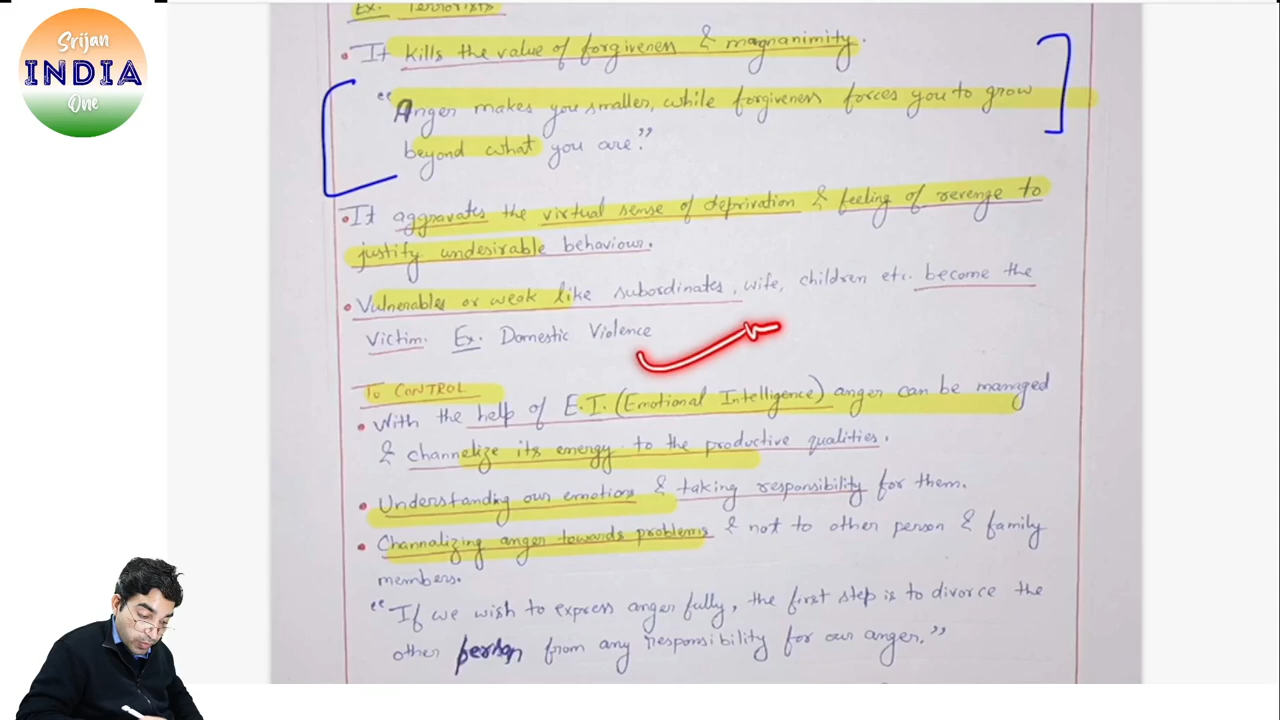 Srijan
INDIA
One
Ex. Terrorists
• It kills the value of forgiveness & magnanimity.
"Anger makes you smaller, while forgiveness forces you to grow
beyond what you are."
• It aggravates the virtual sense of deprivation & feeling of revenge to
justify undesirable behaviour.
• Vulnerables or weak like subordinates, wife, children etc. become the
victim. Ex. Domestic Violence
To CONTROL
• With the help of E.I. (Emotional Intelligence) anger can be managed
& channelize its energy to the productive qualities.
• Understanding our emotions & taking responsibility for them.
• Channalizing anger towards problems & not to other person & family
members.
"If we wish to express anger fully, the first step is to divorce the
other person from any responsibility for our anger."